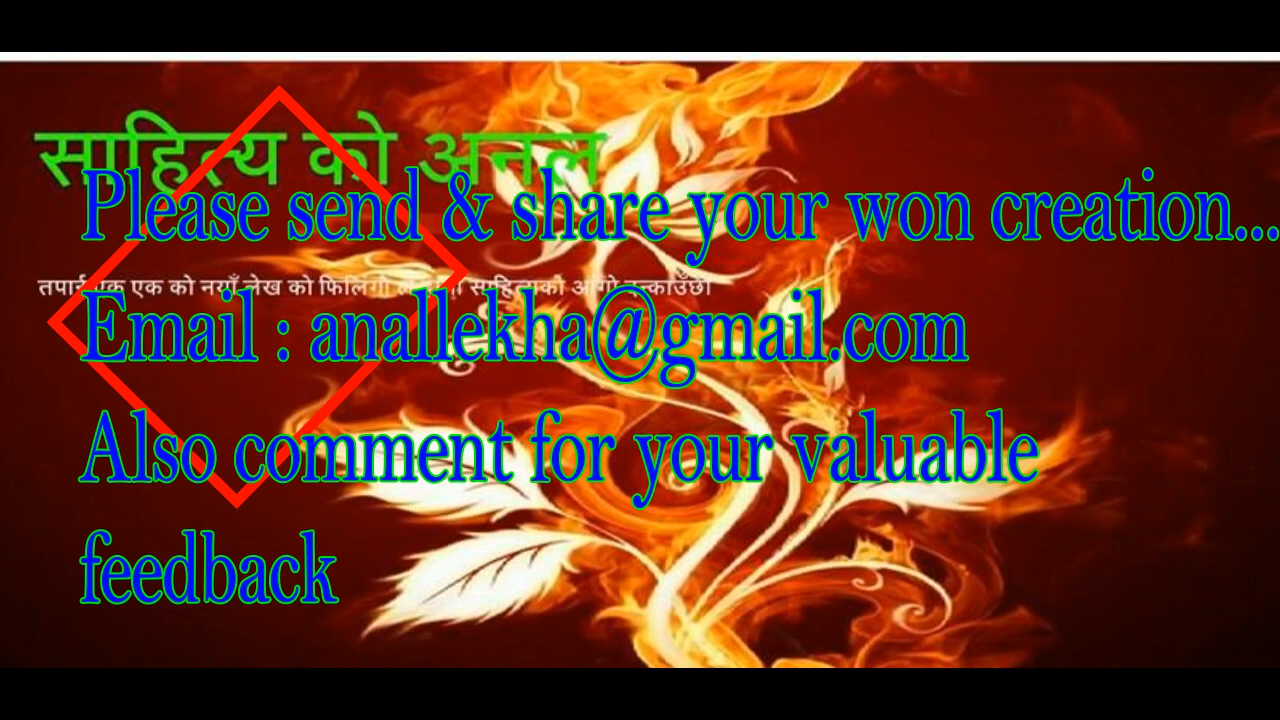 साहित्य को अनल
Please send & share your won creation...
एक को नयाँ लेख को फिलिंगो
Email : anallekha@gmail.com
Also comment for your valuable
feedback